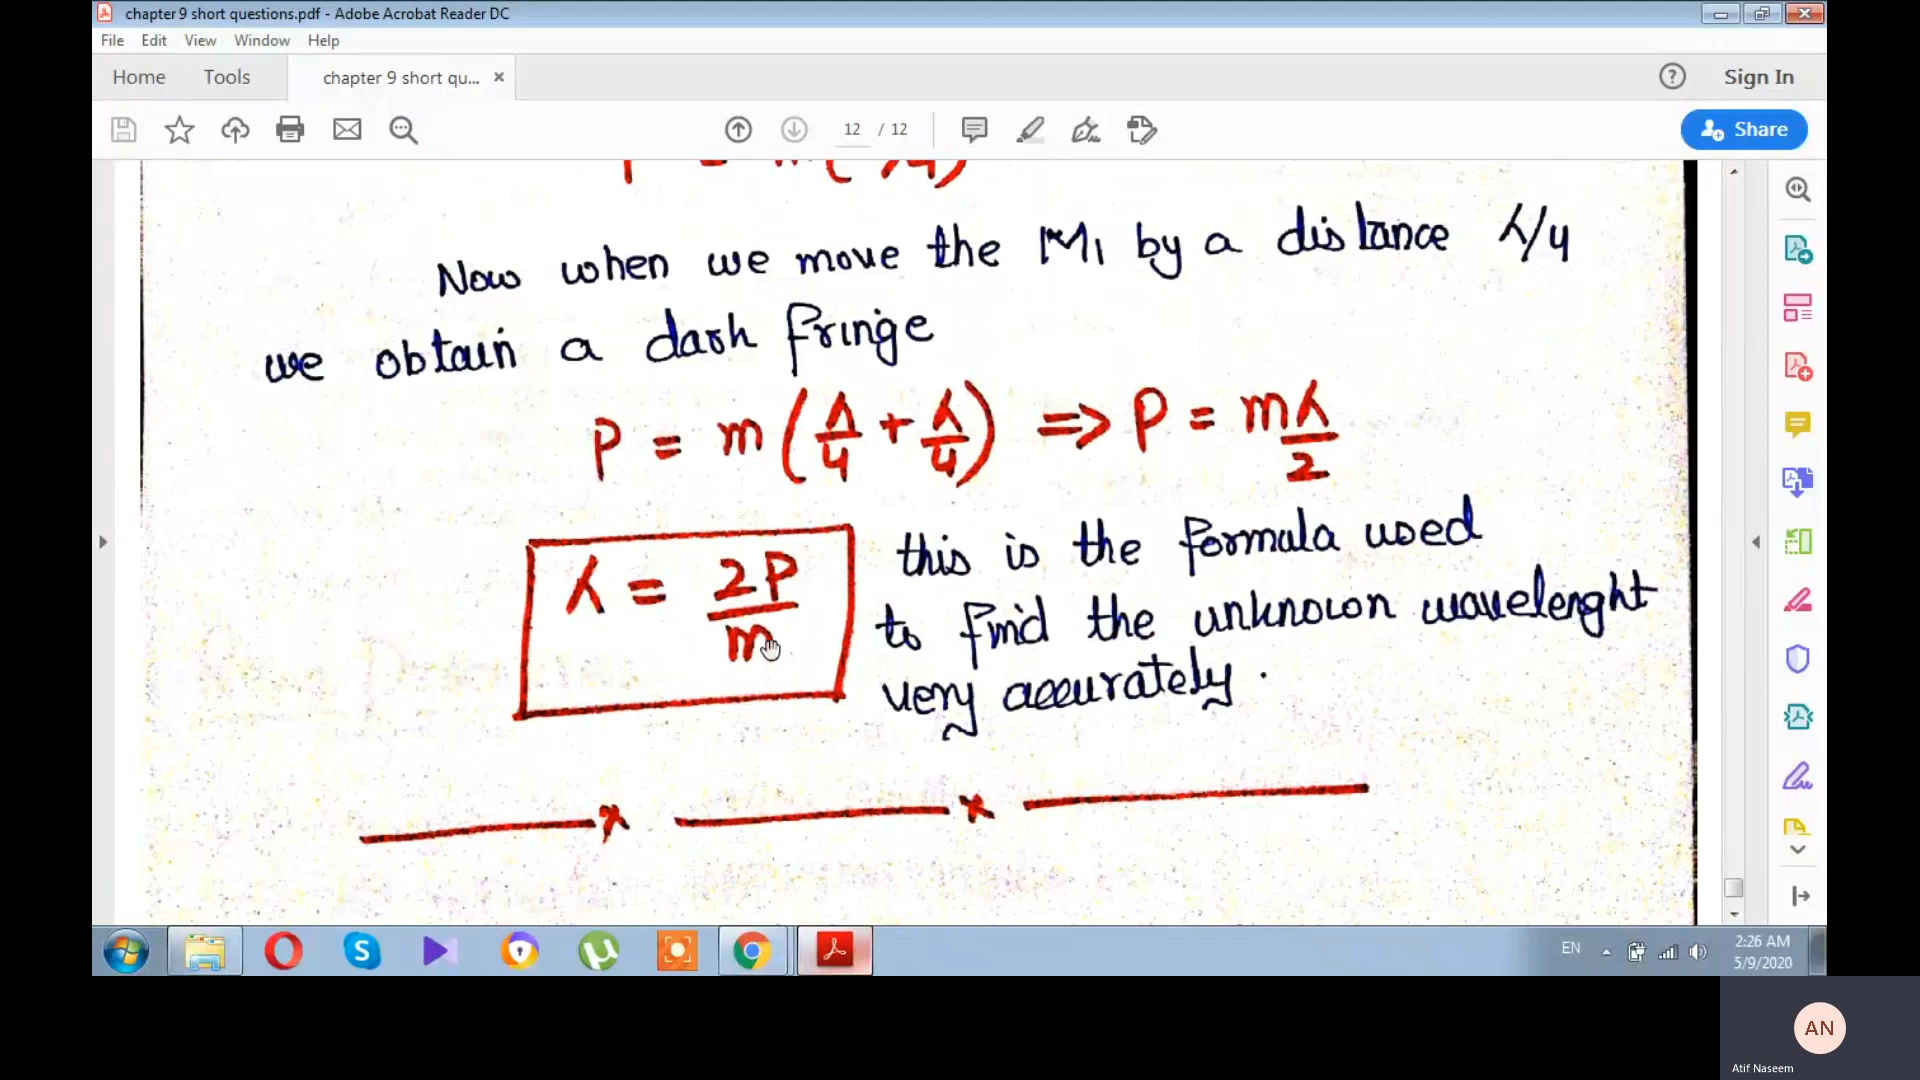 chapter 9 short questions.pdf - Adobe Acrobat Reader DC
File Edit View Window Help
Home Tools chapter 9 short qu... ×
? Sign In
12 / 12
Share
P = m(λ/4)
Now when we move the M1 by a distance λ/4
we obtain a dark fringe
P = m(λ/4 + λ/4) => P = mλ/2
λ = 2P/m
this is the formula used
to find the unknown wavelenght
very accurately.
EN
2:26 AM
5/9/2020
AN
Atif Naseem